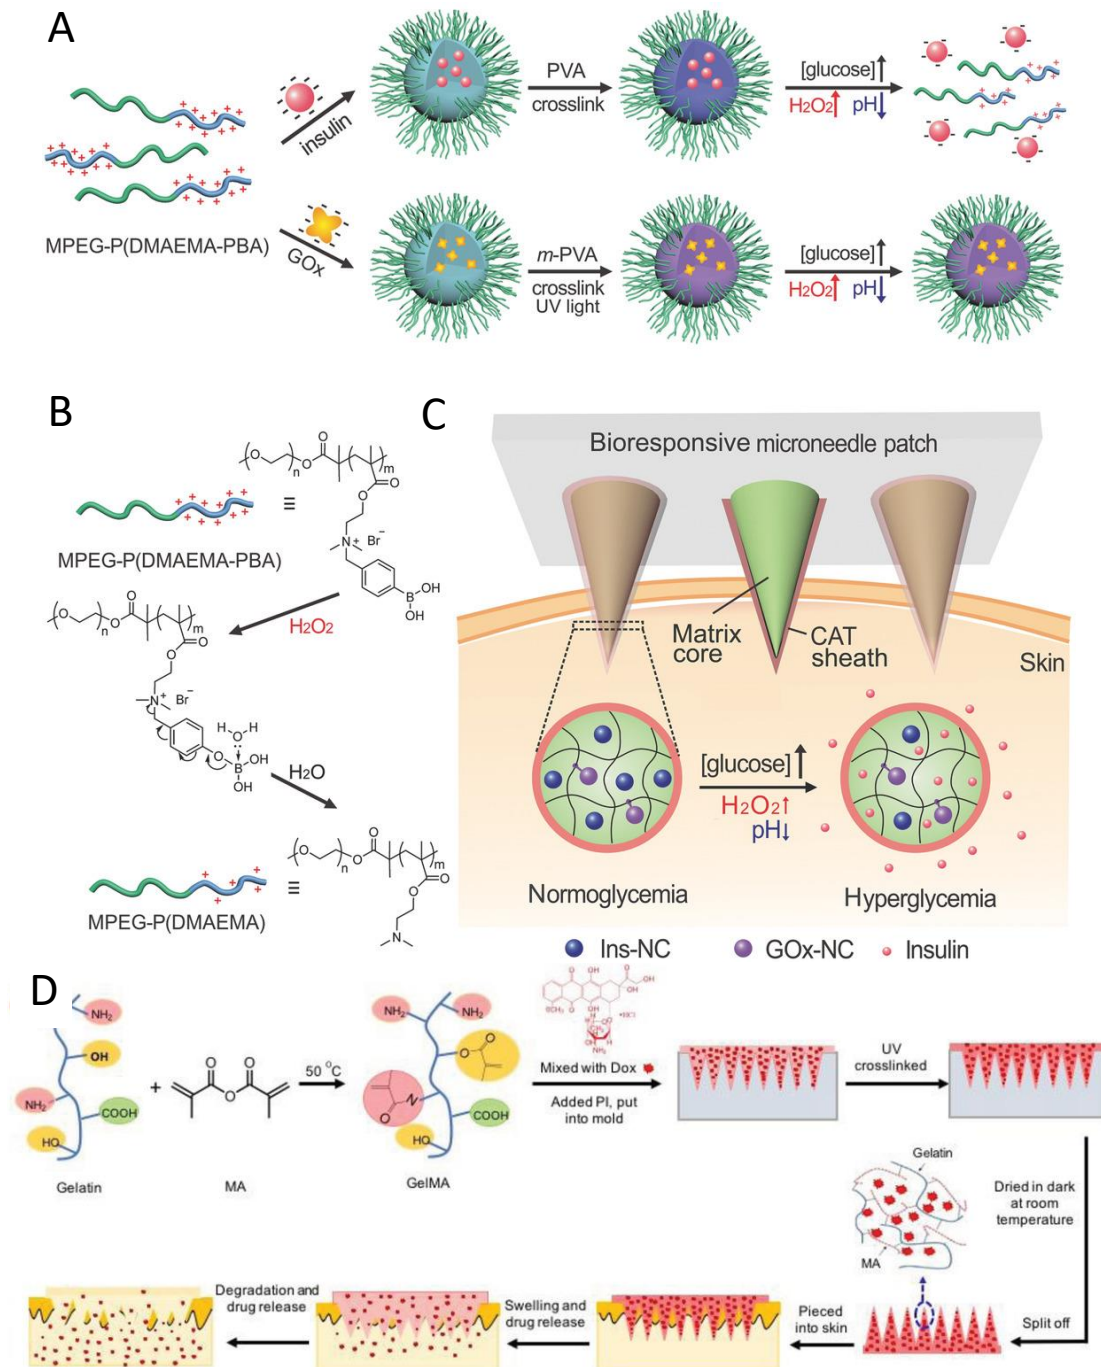 A
MPEG-P(DMAEMA-PBA)
insulin
PVA
crosslink
[glucose]↑
H₂O₂↑ pH↓
GOx
m-PVA
crosslink
UV light
[glucose]↑
H₂O₂↑ pH↓
B
MPEG-P(DMAEMA-PBA)
≡
O
O
n
O
m
O
O
N⁺ Br⁻
B
OH
OH
H₂O₂
O
O
n
O
m
O
O
N⁺ Br⁻
H
O
H
O
B
OH
OH
H₂O
MPEG-P(DMAEMA)
≡
O
O
n
O
m
O
O
N
C
Bioresponsive microneedle patch
Matrix
core
CAT
sheath
Skin
[glucose]↑
H₂O₂↑
pH↓
Normoglycemia
Hyperglycemia
Ins-NC
GOx-NC
Insulin
D
NH₂
OH
NH₂
COOH
HO
Gelatin
+
O
O
O
MA
50 °C
NH₂
NH₂
O
O
N
O
COOH
HO
GelMA
Mixed with Dox
Added PI, put
into mold
UV
crosslinked
Dried in dark
at room
temperature
Gelatin
MA
Split off
Pieced
into skin
Swelling and
drug release
Degradation and
drug release